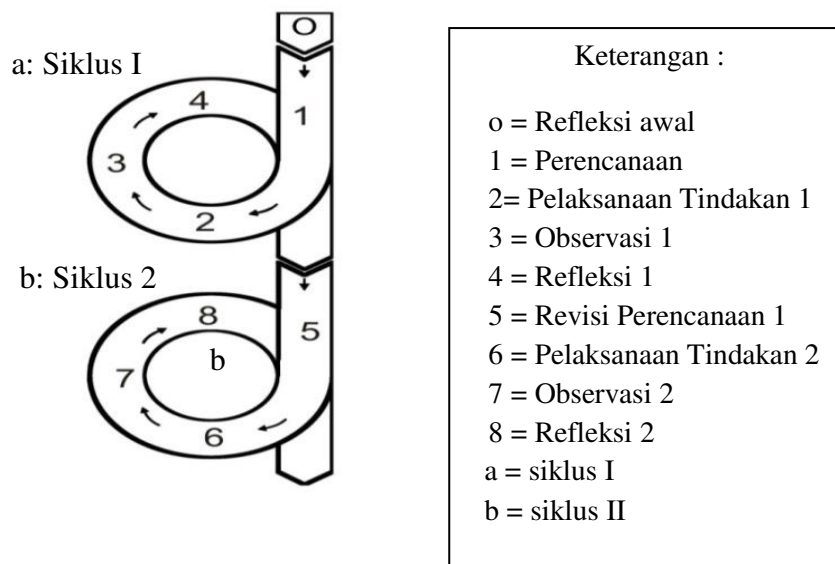 O
a: Siklus I
4
1
3
2
b: Siklus 2
8
5
b
7
6
Keterangan :
o = Refleksi awal
1 = Perencanaan
2= Pelaksanaan Tindakan 1
3 = Observasi 1
4 = Refleksi 1
5 = Revisi Perencanaan 1
6 = Pelaksanaan Tindakan 2
7 = Observasi 2
8 = Refleksi 2
a = siklus I
b = siklus II